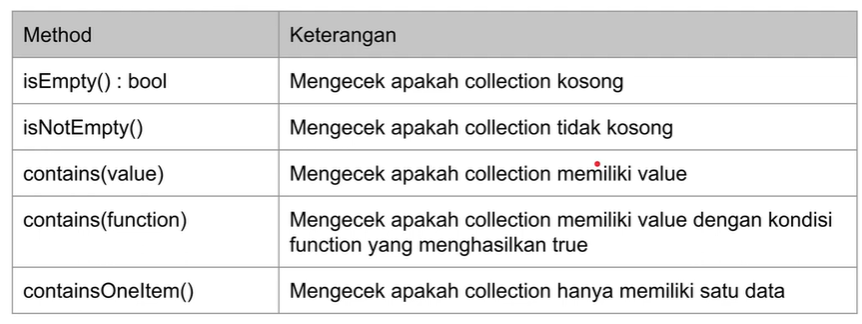 Method Keterangan
isEmpty() : bool Mengecek apakah collection kosong
isNotEmpty() Mengecek apakah collection tidak kosong
contains(value) Mengecek apakah collection memiliki value
contains(function) Mengecek apakah collection memiliki value dengan kondisi
function yang menghasilkan true
containsOneItem() Mengecek apakah collection hanya memiliki satu data